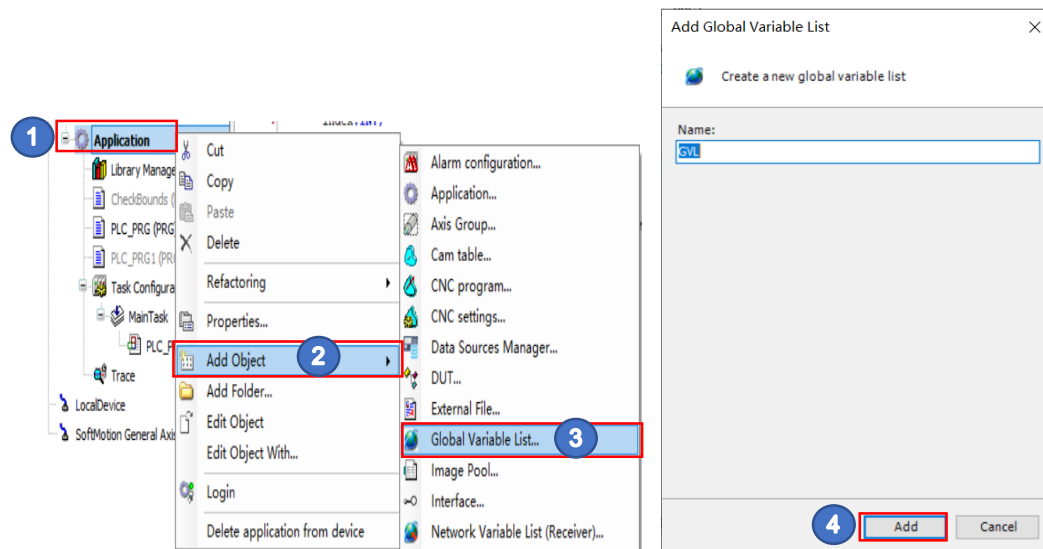 1
Application
Library Manage
CheckBounds (
PLC_PRG (PRG
PLC_PRG1 (PR
Task Configura
MainTask
PLC_P
Trace
LocalDevice
SoftMotion General Axis
index:INT;
Cut
Copy
Paste
Delete
Refactoring
Properties...
Add Object
2
Add Folder...
Edit Object
Edit Object With...
Login
Delete application from device
Alarm configuration...
Application...
Axis Group...
Cam table...
CNC program...
CNC settings...
Data Sources Manager...
DUT...
External File...
Global Variable List...
3
Image Pool...
Interface...
Network Variable List (Receiver)...
Add Global Variable List
Create a new global variable list
Name:
GVL
4
Add
Cancel